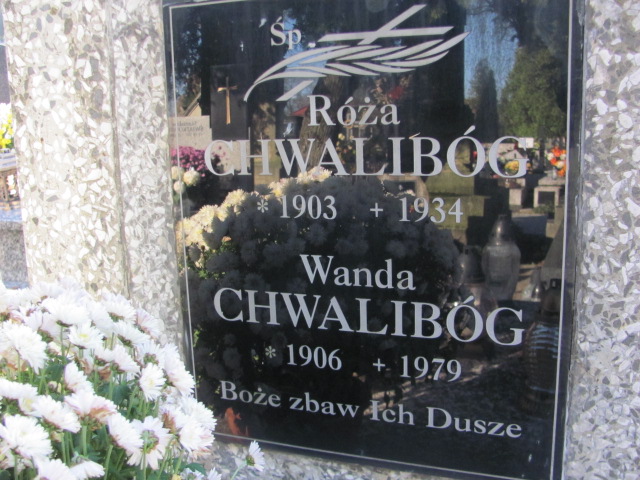 Śp.
Róża
CHWALIBÓG
* 1903 + 1934
Wanda
CHWALIBÓG
* 1906 + 1979
Boże zbaw Ich Dusze